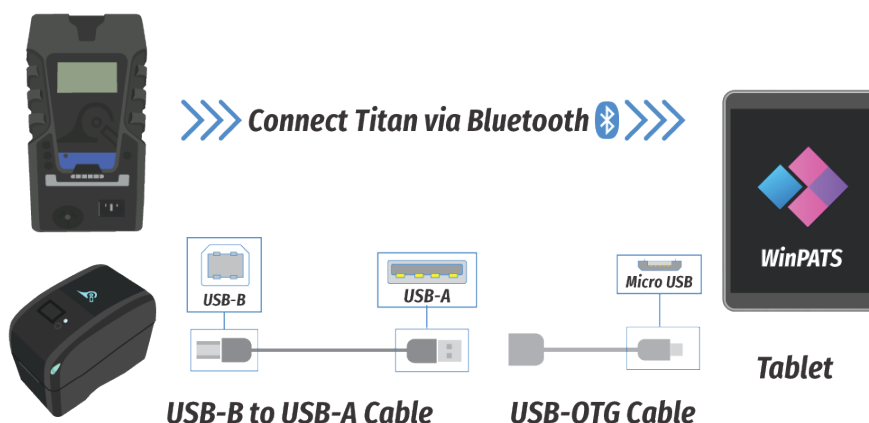 Connect Titan via Bluetooth
USB-B
USB-A
Micro USB
WinPATS
Tablet
USB-B to USB-A Cable
USB-OTG Cable